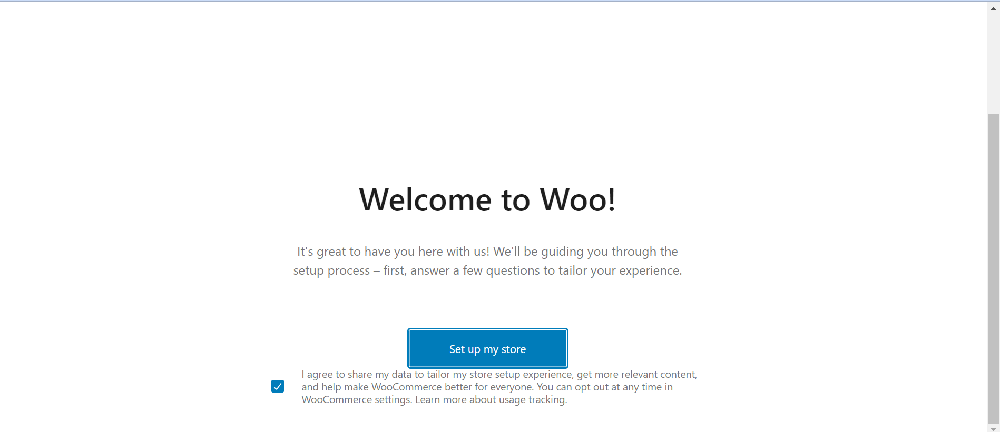 Welcome to Woo!
It's great to have you here with us! We'll be guiding you through the
setup process – first, answer a few questions to tailor your experience.
Set up my store
I agree to share my data to tailor my store setup experience, get more relevant content,
and help make WooCommerce better for everyone. You can opt out at any time in
WooCommerce settings. Learn more about usage tracking.